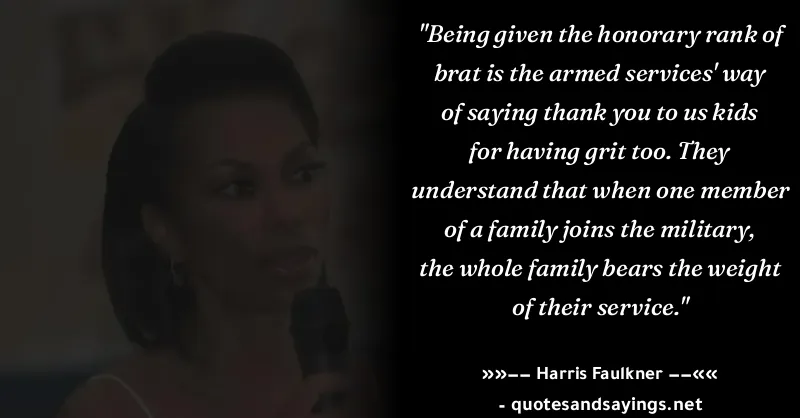 "Being given the honorary rank of
brat is the armed services' way
of saying thank you to us kids
for having grit too. They
understand that when one member
of a family joins the military,
the whole family bears the weight
of their service."
»»–– Harris Faulkner ––««
- quotesandsayings.net